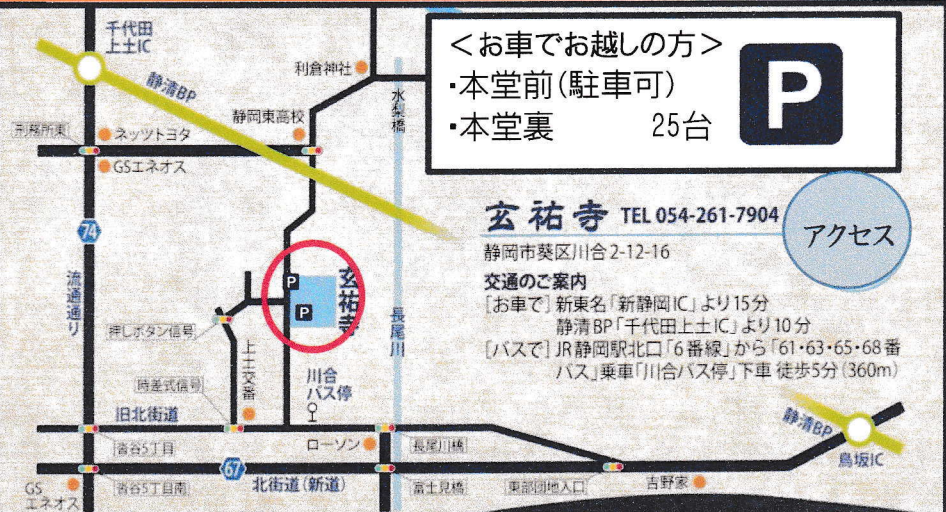 千代田
上土IC
静清BP
利倉神社
水梨橋
静岡東高校
刑務所東
ネッツトヨタ
GSエネオス
＜お車でお越しの方＞
・本堂前(駐車可)
・本堂裏　25台
P
玄祐寺 TEL 054-261-7904
アクセス
静岡市葵区川合2-12-16
交通のご案内
[お車で] 新東名「新静岡IC」より15分
静清BP「千代田上土IC」より10分
[バスで] JR静岡駅北口「6番線」から「61・63・65・68番
バス」乗車「川合バス停」下車 徒歩5分(360m)
74
流通通り
P
P
玄祐寺
長尾川
押しボタン信号
上土交番
時差式信号
川合
バス停
旧北街道
沓谷5丁目
ローソン
長尾川橋
静清BP
鳥坂IC
67
北街道(新道)
沓谷5丁目南
GS
エネオス
富士見橋
東部団地入口
吉野家